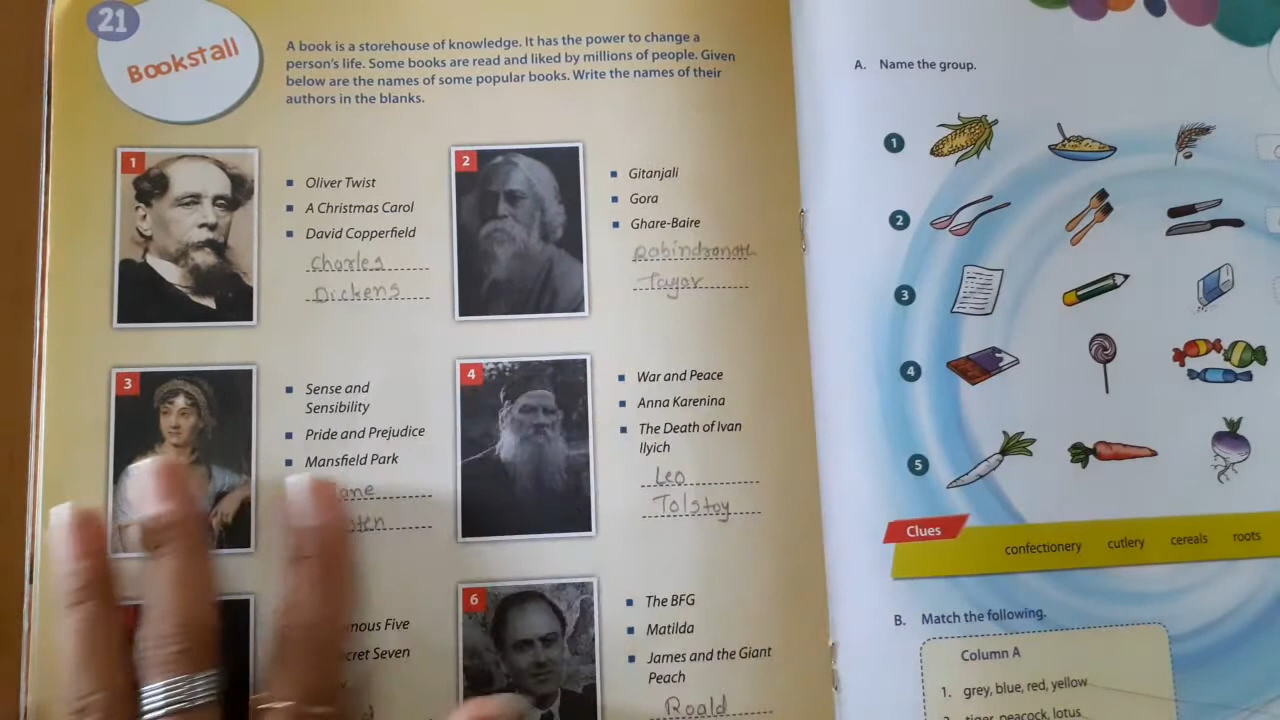 21
Bookstall
A book is a storehouse of knowledge. It has the power to change a
person's life. Some books are read and liked by millions of people. Given
below are the names of some popular books. Write the names of their
authors in the blanks.
1
Oliver Twist
A Christmas Carol
David Copperfield
Charles
Dickens
2
Gitanjali
Gora
Ghare-Baire
3
Sense and
Sensibility
Pride and Prejudice
Mansfield Park
4
War and Peace
Anna Karenina
The Death of Ivan
Ilyich
Leo
Tolstoy
nous Five
cret Seven
6
The BFG
Matilda
James and the Giant
Peach
Roald
A. Name the group.
1
2
3
4
5
Clues
confectionery cutlery cereals roots
B. Match the following.
Column A
1. grey, blue, red, yellow
tiger, peacock, lotus